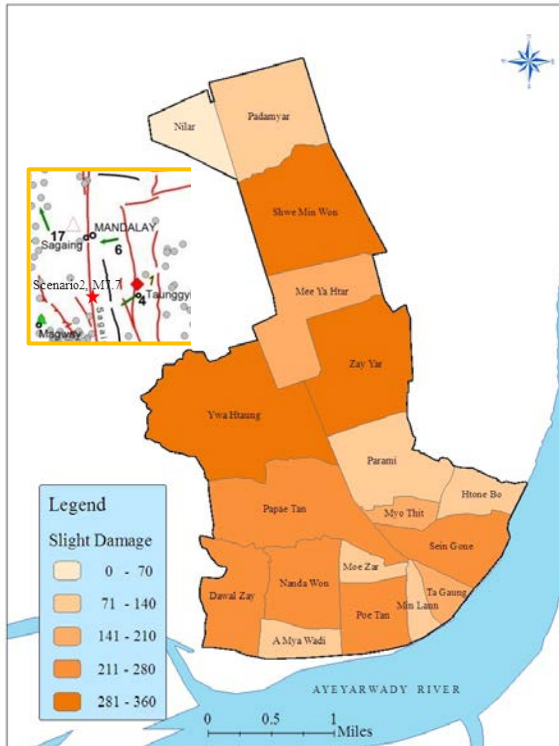 Nilar
Padamyar
Shwe Min Won
17
MANDALAY
Sagaing
6
Scenario2, M7.7
4
Magway
Mee Ya Htar
Zay Yar
Ywa Htaung
Parami
Htone Bo
Myo Thit
Papae Tan
Sein Gone
Moe Zar
Nanda Won
Dawal Zay
Ta Gaung
Min Lann
Poe Tan
A Mya Wadi
Legend
Slight Damage
0 - 70
71 - 140
141 - 210
211 - 280
281 - 360
AYEYARWADY RIVER
0 0.5 1
Miles